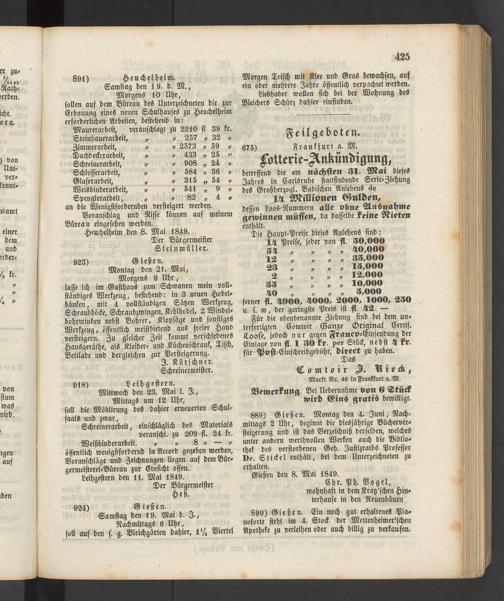 425
891) Heuchelheim.
Samstag den 19. d. M.,
Morgens 10 Uhr,
sollen auf dem Büreau des Unterzeichneten die zur
Erbauung eines neuen Schulhauses zu Heuchelheim
erforderlichen Arbeiten, bestehend in:
Maurerarbeit, veranschlagt zu 2240 fl 39 kr.
Steinhauerarbeit, „ „ 257 „ 32 „
Zimmerarbeit, „ „ 2573 „ 59 „
Dachdeckerarbeit, „ „ 433 „ 25 „
Schreinerarbeit, „ „ 908 „ 24 „
Schlosserarbeit, „ „ 584 „ 36 „
Glaserarbeit, „ „ 315 „ 54 „
Weisbinderarbeit, „ „ 541 „ 9 „
Spenglerarbeit, „ „ 82 „ 4 „
an die Wenigstfordernden versteigert werden.
Voranschlag und Risse können auf meinem
Büreau eingesehen werden.
Heuchelheim den 8. Mai 1849.
Der Bürgermeister
Steinmüller.
923) Gießen.
Montag den 21. Mai,
Morgens 9 Uhr,
lasse ich im Gasthaus zum Schwanen mein voll-
ständiges Werkzeug, bestehend: in 3 neuen Hobel-
bänken, mit 4 vollständigen Sätzen Werkzeug,
Schraubböcke, Schraubzwingen, Kehlhobel, 2 Winde-
bohrwinden nebst Bohrer, Klopsäge und sonstiges
Werkzeug, öffentlich meistbietend aus freier Hand
versteigern. Zu gleicher Zeit kommt verschiedenes
Hausgeräthe, als Kleider- und Küchenschrank, Tisch,
Bettlade und dergleichen zur Versteigerung.
J. Kürschner.
Schreinermeister.
918) Leihgestern.
Mittwoch den 23. Mai l. J.,
Mittags um 12 Uhr,
soll die Möblirung des dahier erneuerten Schul-
saals und zwar,
Schreinerarbeit, einschläglich des Materials
veranschl. zu 209 fl. 24 kr.
Weißbinderarbeit, „ „ 8 „ — „
öffentlich wenigstfordernd in Accord gegeben werden,
Voranschläge und Zeichnungen liegen auf dem Bür-
germeisterei-Büreau zur Einsicht offen.
Leihgestern den 11. Mai 1849.
Der Bürgermeister
Heß.
924) Gießen.
Samstag den 19. Mai d. J.,
Nachmittags 6 Uhr,
soll auf den s. g. Bleichgärten dahier, 1¼ Viertel
Morgen Teisch mit Klee und Gras bewachsen, auf
ein oder mehrere Jahre öffentlich verpachtet werden.
Liebhaber wollen sich bei der Wohnung des
Gleichers Schütz dahier einfinden.
Feilgeboten.
675) Frankfurt a. M.
Lotterie-Ankündigung,
betreffend die am nächsten 31. Mai dieses
Jahres in Carlsruhe stattfindende Serie-Ziehung
des Großherzogl. Badischen Anlehens de
14 Millionen Gulden,
dessen Loos-Nummern alle ohne Ausnahme
gewinnen müssen, da dasselbe keine Nieten
enthält.
Die Haupt-Preise dieses Anlehens sind:
14 Preise, jeder von fl. 50,000
54 „ „ „ „ 40,000
12 „ „ „ „ 35,000
23 „ „ „ „ 15,000
2 „ „ „ „ 12,000
55 „ „ „ „ 10,000
40 „ „ „ „ 5,000
ferner fl. 4900, 4000, 2000, 1000, 250
u. s. w., der geringste Preis ist fl. 42 —
Für die obenannte Ziehung sind bei dem un-
terfertigten Comtoir Ganze Original Certif.
Loose, jedoch nur gegen Franco-Einsendung der
Einlage von fl 1 30 kr. per Stück, nebst 4 kr.
für Post-Einschreibgebühr, direct zu haben.
Das
Comtoir J. Rieck,
Markt Nr. 46 in Frankfurt a. M.
Bemerkung. Bei Uebernahme von 6 Stück
wird Eins gratis bewilligt.
889) Gießen. Montag den 4. Juni, Nach-
mittags 2 Uhr, beginnt die diesjährige Bücherver-
steigerung und ist das Verzeichniß derselben, welches
unter andern werthvollen Werken auch die Biblio-
thek des verstorbenen Geh. Justizraths Professor
Dr. Stickel enthält, bei dem Unterzeichneten zu
erhalten.
Gießen den 8. Mai 1849.
Chr. Ph. Vogel,
wohnhaft in dem Kratz'schen Hin-
terhause in den Neuenbäuen
899) Gießen. Ein noch gut erhaltenes Pia-
noforte steht im 4. Stock der Mettenheimer'schen
Apotheke zu verlehnen oder auch billig zu verkaufen.